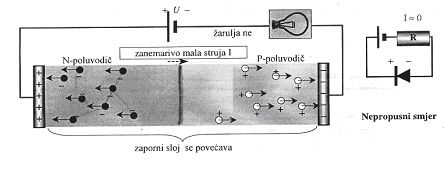 + U −
žarulja ne
I ≈ 0
R
zanemarivo mala struja I
N-poluvodič
P-poluvodič
Nepropusni smjer
zaporni sloj se povećava